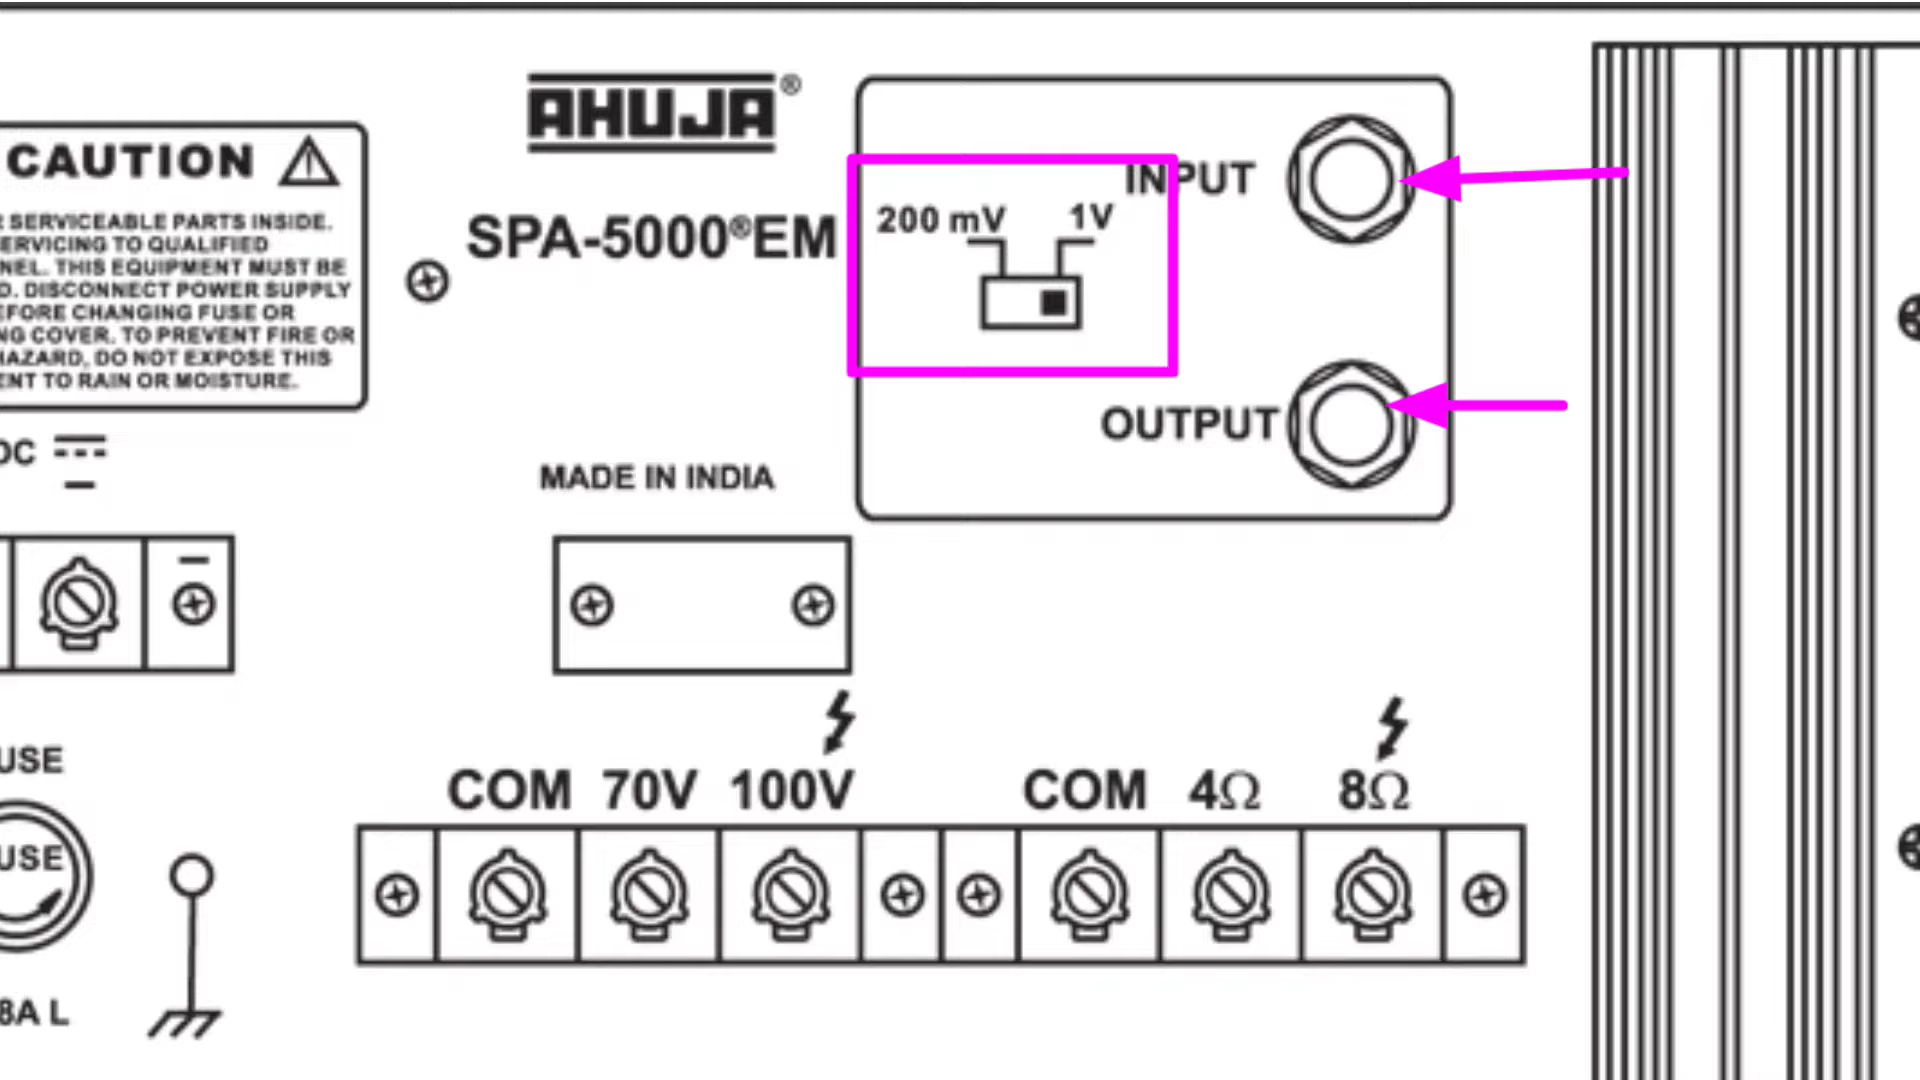 AHUJA®
CAUTION
SERVICEABLE PARTS INSIDE.
ERVICING TO QUALIFIED
NEL. THIS EQUIPMENT MUST BE
D. DISCONNECT POWER SUPPLY
EFORE CHANGING FUSE OR
NG COVER. TO PREVENT FIRE OR
HAZARD, DO NOT EXPOSE THIS
ENT TO RAIN OR MOISTURE.
SPA-5000®EM
INPUT
200 mV 1V
OUTPUT
DC
MADE IN INDIA
USE
USE
8A L
COM 70V 100V
COM 4Ω 8Ω